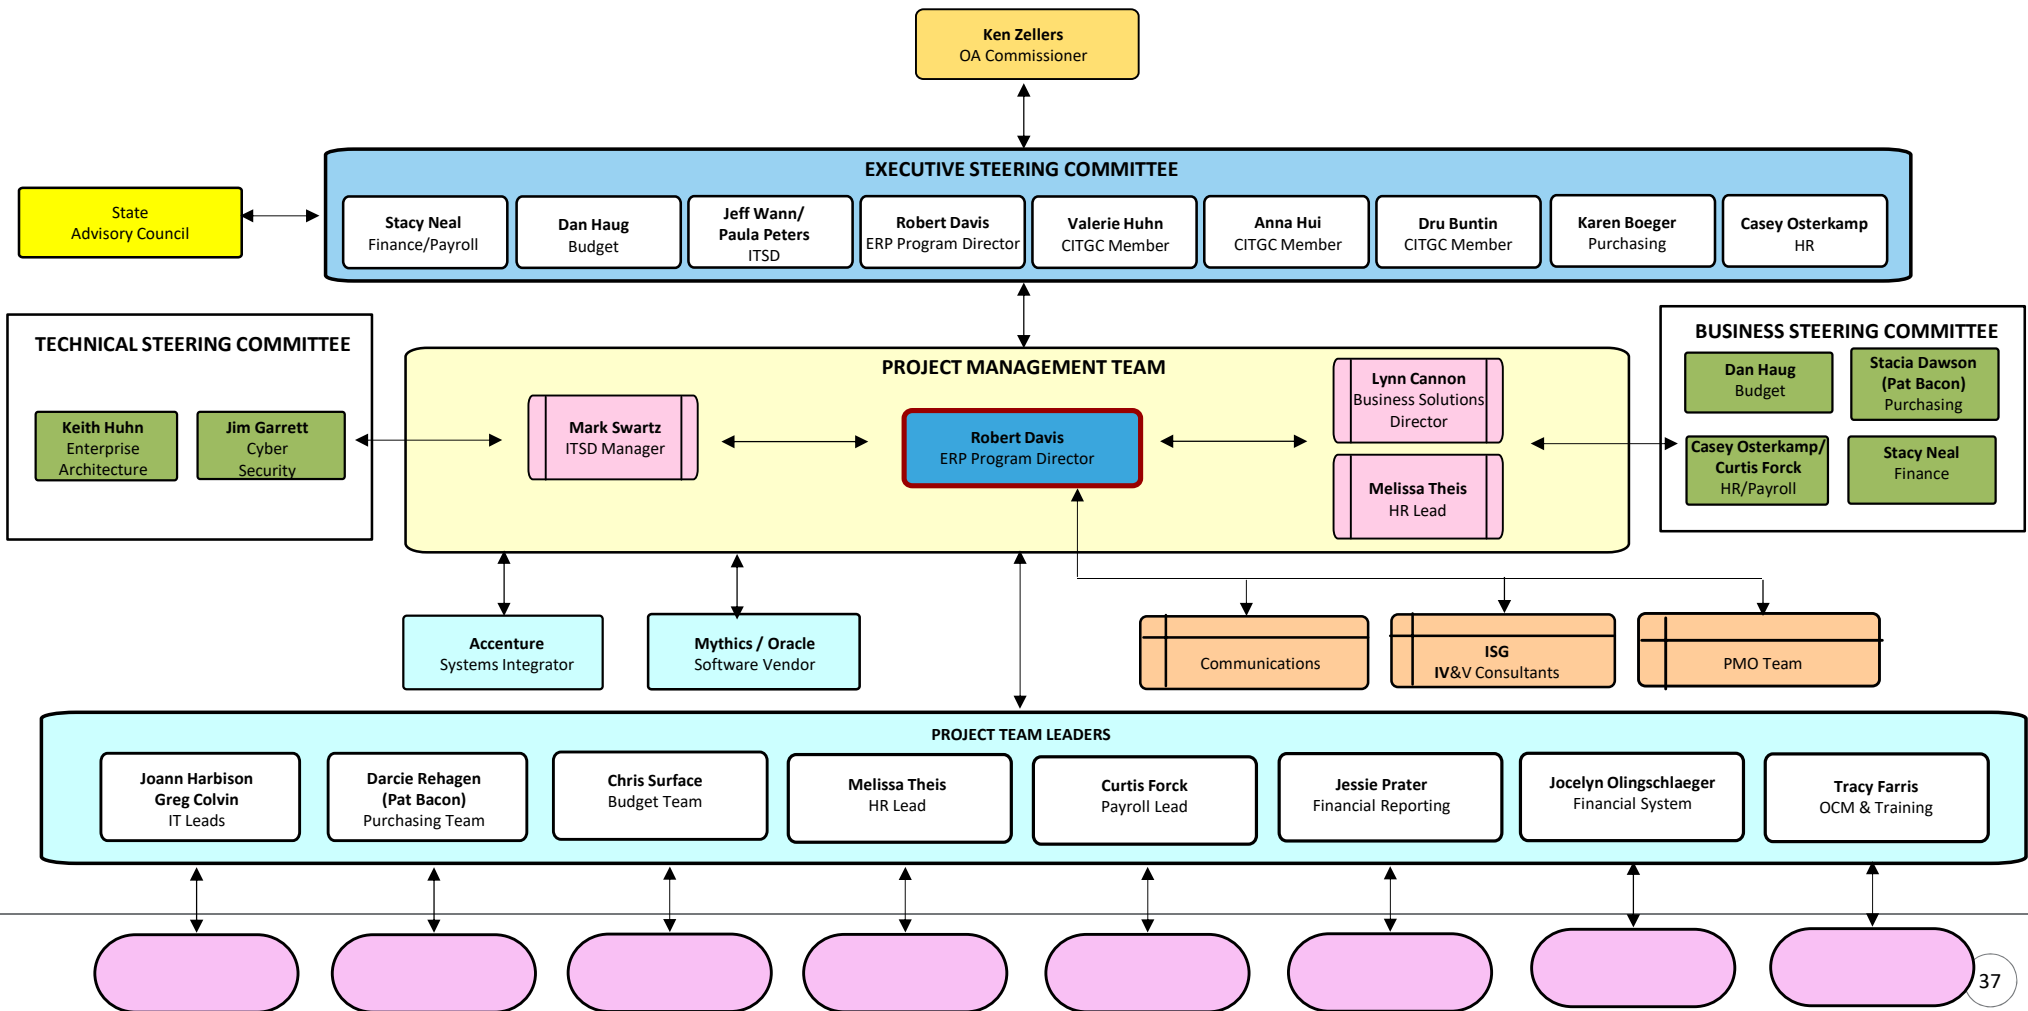 Ken Zellers
OA Commissioner
EXECUTIVE STEERING COMMITTEE
State
Advisory Council
Stacy Neal
Finance/Payroll
Dan Haug
Budget
Jeff Wann/
Paula Peters
ITSD
Robert Davis
ERP Program Director
Valerie Huhn
CITGC Member
Anna Hui
CITGC Member
Dru Buntin
CITGC Member
Karen Boeger
Purchasing
Casey Osterkamp
HR
TECHNICAL STEERING COMMITTEE
Keith Huhn
Enterprise
Architecture
Jim Garrett
Cyber
Security
PROJECT MANAGEMENT TEAM
Mark Swartz
ITSD Manager
Robert Davis
ERP Program Director
Lynn Cannon
Business Solutions
Director
Melissa Theis
HR Lead
BUSINESS STEERING COMMITTEE
Dan Haug
Budget
Stacia Dawson
(Pat Bacon)
Purchasing
Casey Osterkamp/
Curtis Forck
HR/Payroll
Stacy Neal
Finance
Accenture
Systems Integrator
Mythics / Oracle
Software Vendor
Communications
ISG
IV&V Consultants
PMO Team
PROJECT TEAM LEADERS
Joann Harbison
Greg Colvin
IT Leads
Darcie Rehagen
(Pat Bacon)
Purchasing Team
Chris Surface
Budget Team
Melissa Theis
HR Lead
Curtis Forck
Payroll Lead
Jessie Prater
Financial Reporting
Jocelyn Olingschlaeger
Financial System
Tracy Farris
OCM & Training
37